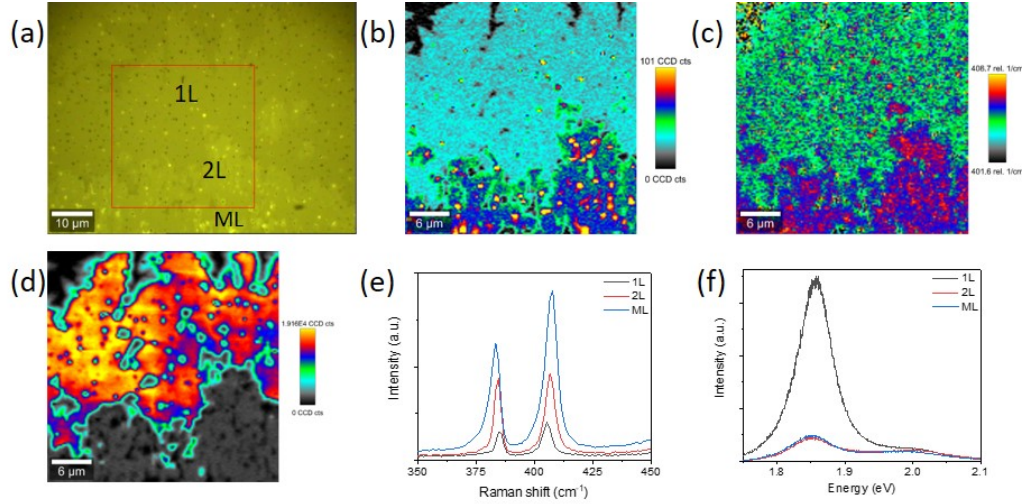 (a)
1L
2L
ML
10 μm
(b)
101 CCD cts
0 CCD cts
6 μm
(c)
406.7 rel. 1/cm
401.6 rel. 1/cm
6 μm
(d)
1.916E4 CCD cts
0 CCD cts
6 μm
(e)
1L
2L
ML
Intensity (a.u.)
350 375 400 425 450
Raman shift (cm⁻¹)
(f)
1L
2L
ML
Intensity (a.u.)
1.8 1.9 2.0 2.1
Energy (eV)